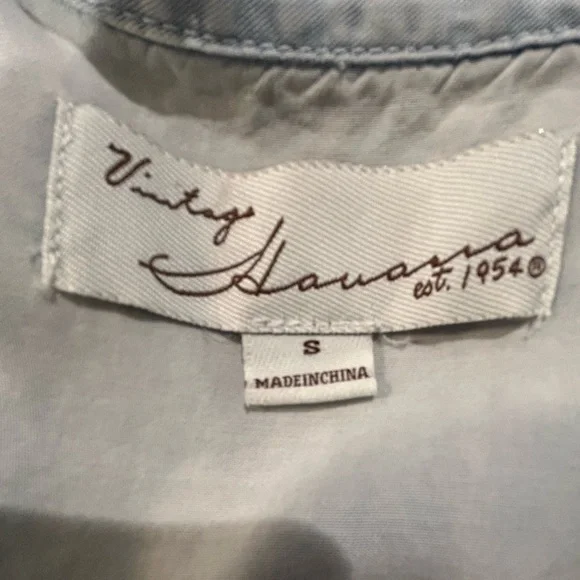 Vintage
Havana
est. 1954®
S
MADEINCHINA